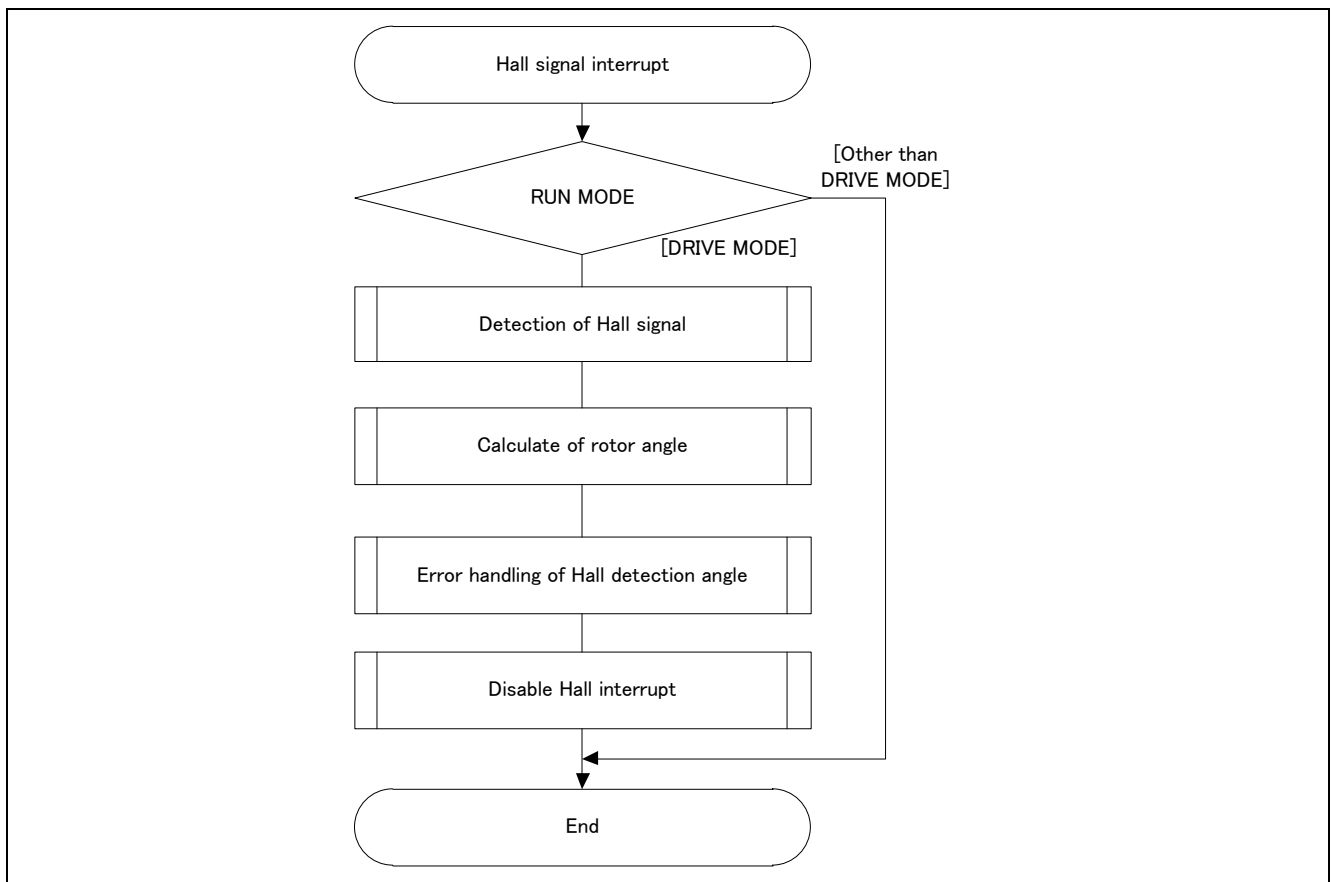 Hall signal interrupt
[Other than
DRIVE MODE]
RUN MODE
[DRIVE MODE]
Detection of Hall signal
Calculate of rotor angle
Error handling of Hall detection angle
Disable Hall interrupt
End